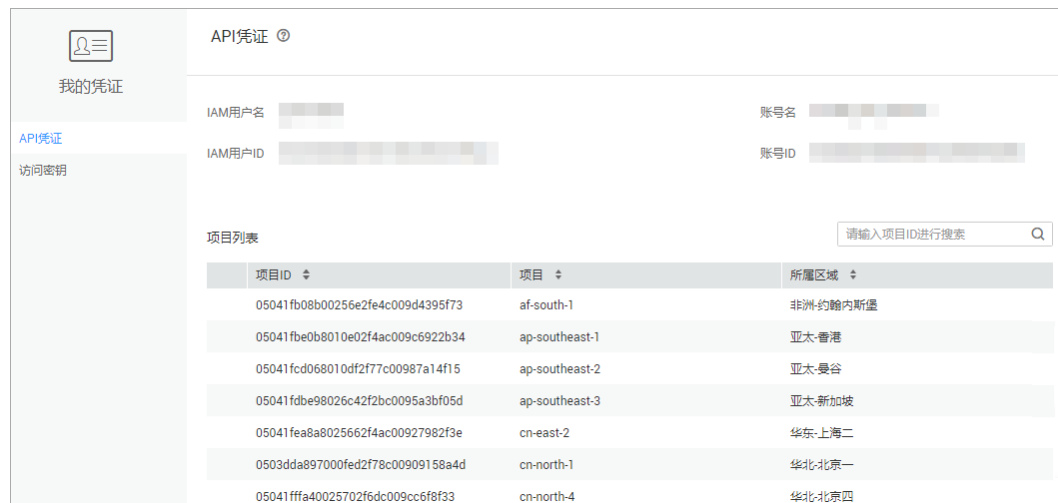 API凭证
我的凭证
IAM用户名
账号名
API凭证
IAM用户ID
账号ID
访问密钥
项目列表
请输入项目ID进行搜索
项目ID 项目 所属区域
05041fb08b00256e2fe4c009d4395f73 af-south-1 非洲-约翰内斯堡
05041fbe0b8010e02f4ac009c6922b34 ap-southeast-1 亚太-香港
05041fcd068010df2f77c00987a14f15 ap-southeast-2 亚太-曼谷
05041fdbe98026c42f2bc0095a3bf05d ap-southeast-3 亚太-新加坡
05041fea8a8025662f4ac00927982f3e cn-east-2 华东-上海二
0503dda897000fed2f78c00909158a4d cn-north-1 华北-北京一
05041fffa40025702f6dc009cc6f8f33 cn-north-4 华北-北京四